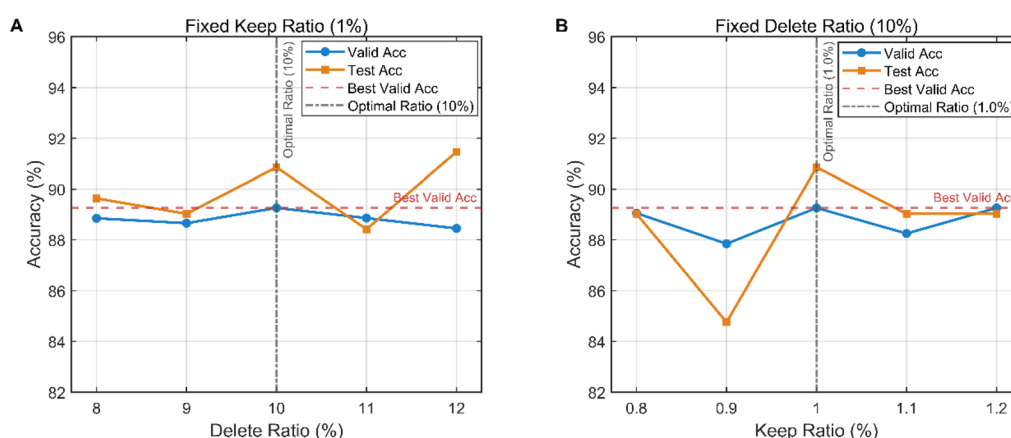 A
Fixed Keep Ratio (1%)
96
94
92
90
88
86
84
82
Accuracy (%)
8
9
10
11
12
Delete Ratio (%)
Optimal Ratio (10%)
Valid Acc
Test Acc
Best Valid Acc
Optimal Ratio (10%)
Best Valid Acc
B
Fixed Delete Ratio (10%)
96
94
92
90
88
86
84
82
Accuracy (%)
0.8
0.9
1
1.1
1.2
Keep Ratio (%)
Optimal Ratio (1.0%)
Valid Acc
Test Acc
Best Valid Acc
Optimal Ratio (1.0%)
Best Valid Acc